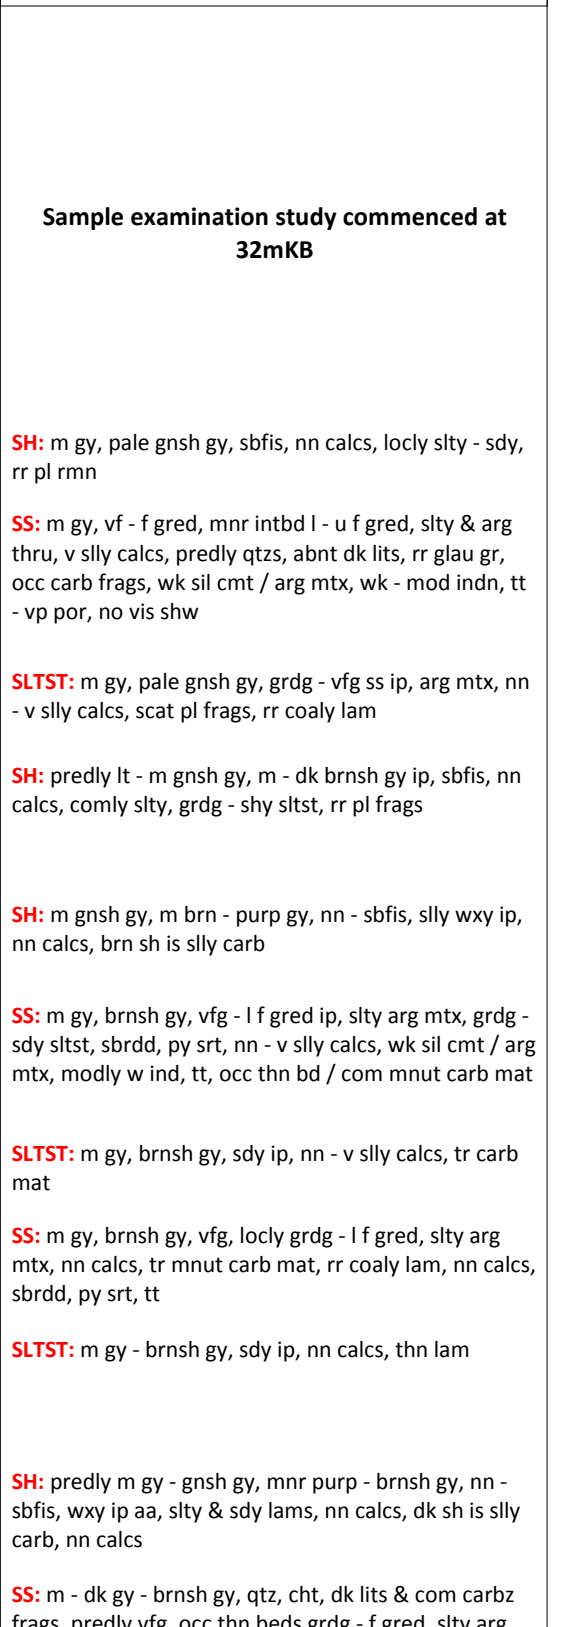 Sample examination study commenced at
32mKB
SH: m gy, pale gnsh gy, sbfis, nn calcs, locly slty - sdy,
rr pl rmn
SS: m gy, vf - f gred, mnr intbd l - u f gred, slty & arg
thru, v slly calcs, predly qtzs, abnt dk lits, rr glau gr,
occ carb frags, wk sil cmt / arg mtx, wk - mod indn, tt
- vp por, no vis shw
SLTST: m gy, pale gnsh gy, grdg - vfg ss ip, arg mtx, nn
- v slly calcs, scat pl frags, rr coaly lam
SH: predly lt - m gnsh gy, m - dk brnsh gy ip, sbfis, nn
calcs, comly slty, grdg - shy sltst, rr pl frags
SH: m gnsh gy, m brn - purp gy, nn - sbfis, slly wxy ip,
nn calcs, brn sh is slly carb
SS: m gy, brnsh gy, vfg - l f gred ip, slty arg mtx, grdg -
sdy sltst, sbrdd, py srt, nn - v slly calcs, wk sil cmt / arg
mtx, modly w ind, tt, occ thn bd / com mnut carb mat
SLTST: m gy, brnsh gy, sdy ip, nn - v slly calcs, tr carb
mat
SS: m gy, brnsh gy, vfg, locly grdg - l f gred, slty arg
mtx, nn calcs, tr mnut carb mat, rr coaly lam, nn calcs,
sbrdd, py srt, tt
SLTST: m gy - brnsh gy, sdy ip, nn calcs, thn lam
SH: predly m gy - gnsh gy, mnr purp - brnsh gy, nn -
sbfis, wxy ip aa, slty & sdy lams, nn calcs, dk sh is slly
carb, nn calcs
SS: m - dk gy - brnsh gy, qtz, cht, dk lits & com carbz
frags, predly vfg, occ thn beds grdg - f gred, slty arg